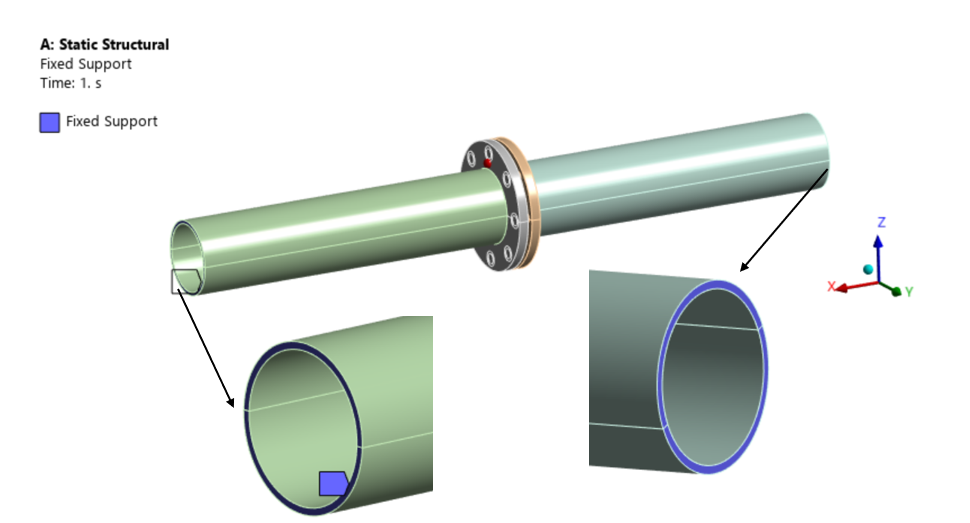 A: Static Structural
Fixed Support
Time: 1. s
Fixed Support
Z
X
Y